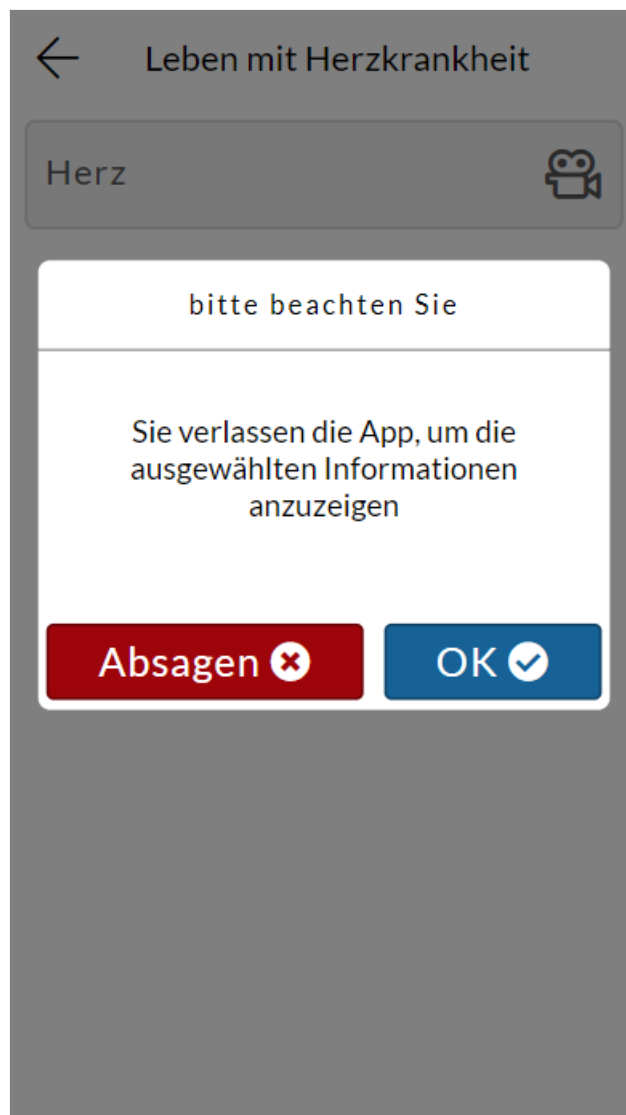 Leben mit Herzkrankheit
Herz
bitte beachten Sie
Sie verlassen die App, um die
ausgewählten Informationen
anzuzeigen
Absagen
OK